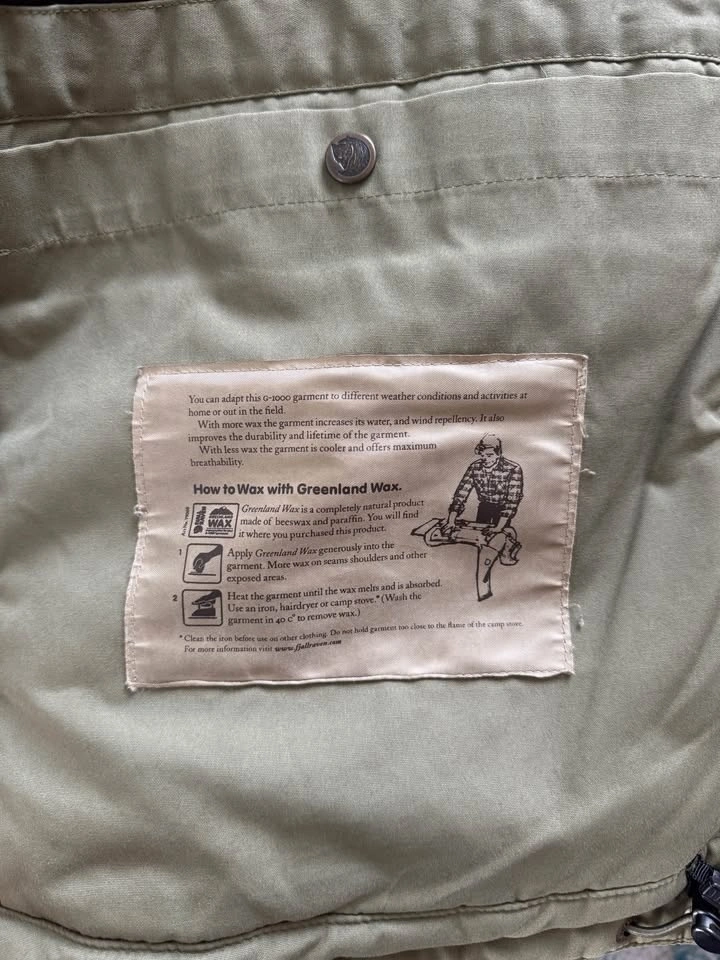 You can adapt this G-1000 garment to different weather conditions and activities at
home or out in the field.
With more wax the garment increases its water, and wind repellency. It also
improves the durability and lifetime of the garment.
With less wax the garment is cooler and offers maximum
breathability.
How to Wax with Greenland Wax.
Greenland Wax is a completely natural product
made of beeswax and paraffin. You will find
it where you purchased this product.
WAX
1 Apply Greenland Wax generously into the
garment. More wax on seams shoulders and other
exposed areas.
2 Heat the garment until the wax melts and is absorbed.
Use an iron, hairdryer or camp stove.* (Wash the
garment in 40 c° to remove wax.)
* Clean the iron before use on other clothing. Do not hold garment too close to the flame of the camp stove.
For more information visit www.fjallraven.com